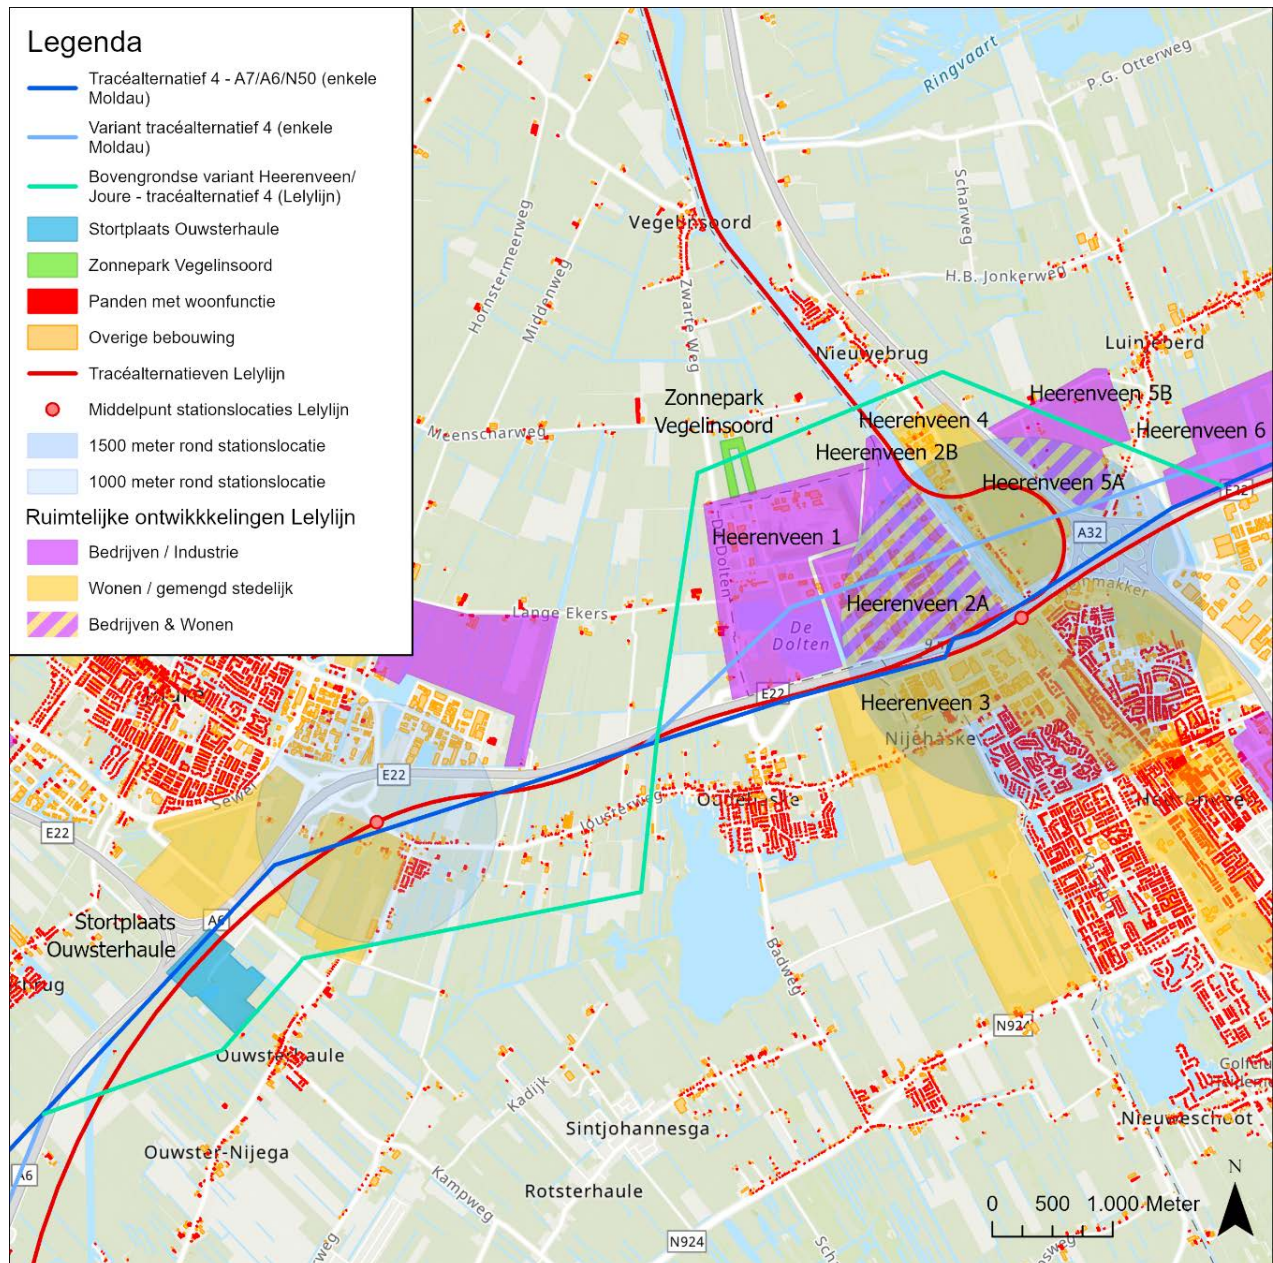 Legenda
Tracéalternatief 4 - A7/A6/N50 (enkele
Moldau)
Variant tracéalternatief 4 (enkele
Moldau)
Bovengrondse variant Heerenveen/
Joure - tracéalternatief 4 (Lelylijn)
Stortplaats Ouwsterhaule
Zonnepark Vegelinsoord
Panden met woonfunctie
Overige bebouwing
Tracéalternatieven Lelylijn
Middelpunt stationslocaties Lelylijn
1500 meter rond stationslocatie
1000 meter rond stationslocatie
Ruimtelijke ontwikkkelingen Lelylijn
Bedrijven / Industrie
Wonen / gemengd stedelijk
Bedrijven & Wonen
Ringvaart
P.G. Otterweg
Scharweg
Vegelinsoord
Hornstermeerweg
Middenweg
Zwarte Weg
H.B. Jonkerweg
Nieuwebrug
Luinjeberd
Zonnepark
Vegelinsoord
Meenscharweg
Heerenveen 5B
Heerenveen 4
Heerenveen 6
Heerenveen 2B
Heerenveen 5A
E22
Heerenveen 1
A32
De Dolten
Lange Ekers
Heerenveen 2A
De
Dolten
E22
Heerenveen 3
Nijehaske
E22
Jousterweg
Oudehaske
Heerenveen
E22
A6
Stortplaats
Ouwsterhaule
Badweg
N924
Ouwsterhaule
Kadijk
Sintjohannesga
Nieuweschoot
Ouwster-Nijega
A6
Kampweg
Rotsterhaule
N924
N
0 500 1.000 Meter